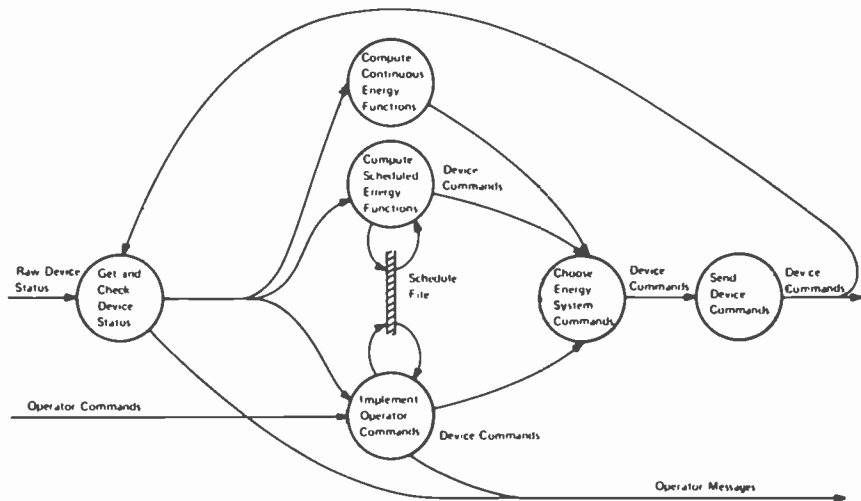 Compute
Continuous
Energy
Functions
Compute
Scheduled
Energy
Functions
Device
Commands
Raw Device
Status
Get and
Check
Device
Status
Schedule
File
Choose
Energy
System
Commands
Device
Commands
Send
Device
Commands
Device
Commands
Operator Commands
Implement
Operator
Commands
Device Commands
Operator Messages